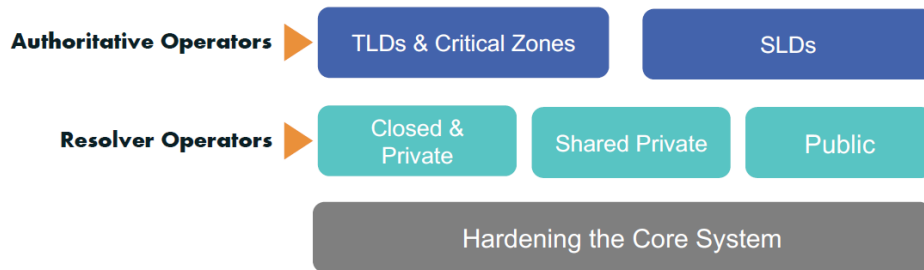 Authoritative Operators
TLDs & Critical Zones
SLDs
Resolver Operators
Closed &
Private
Shared Private
Public
Hardening the Core System